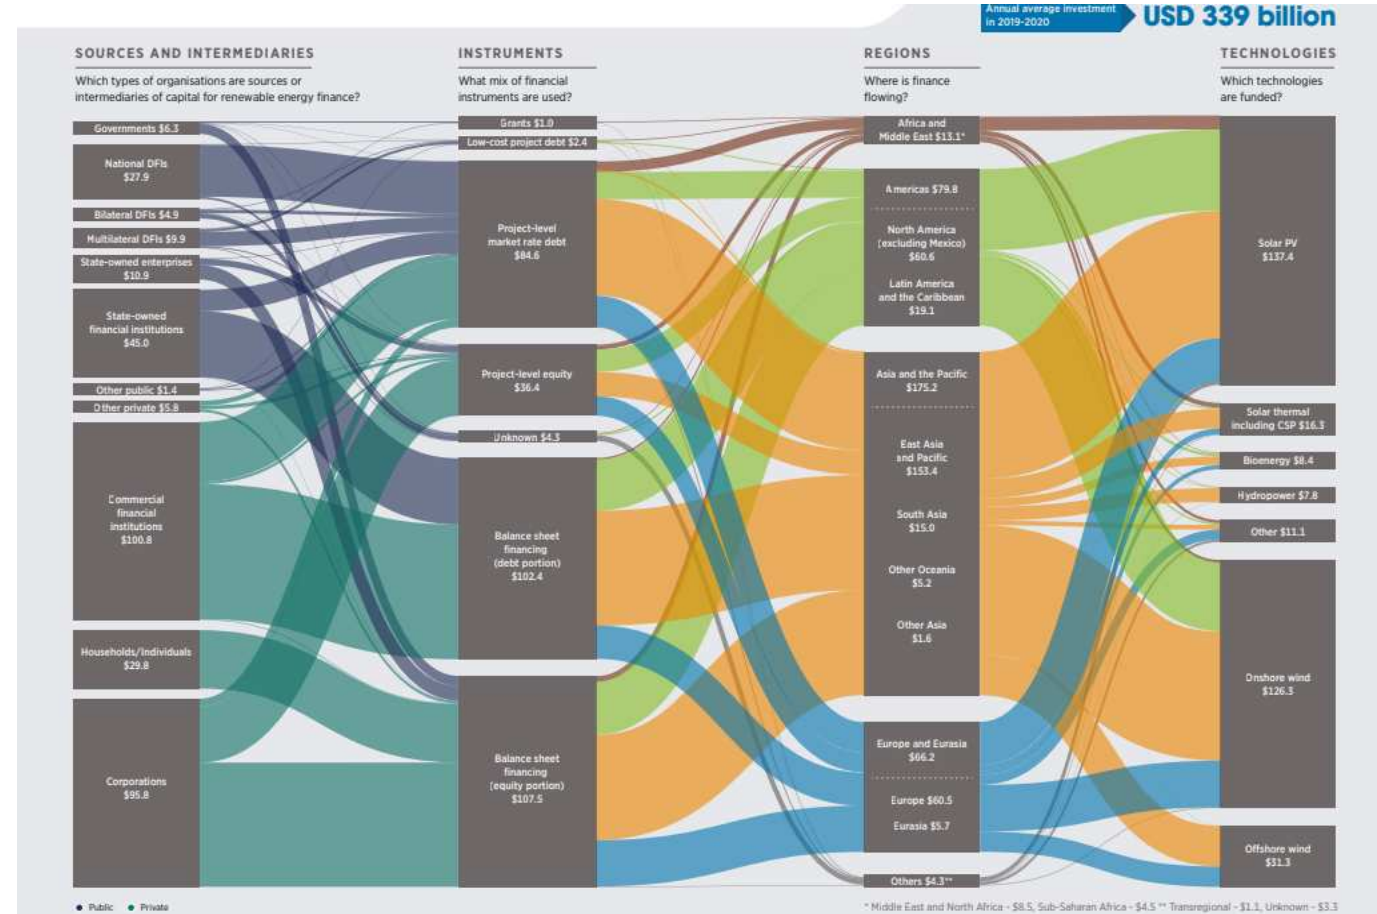 Annual average investment
in 2019-2020
USD 339 billion
SOURCES AND INTERMEDIARIES
Which types of organisations are sources or
intermediaries of capital for renewable energy finance?
Governments $6.3
National DFIs
$27.9
Bilateral DFIs $4.9
Multilateral DFIs $9.9
State-owned enterprises
$10.9
State-owned
financial institutions
$45.0
Other public $1.4
Other private $5.8
Commercial
financial
institutions
$100.8
Households/Individuals
$29.8
Corporations
$95.8
INSTRUMENTS
What mix of financial
instruments are used?
Grants $1.0
Low-cost project debt $2.4
Project-level
market rate debt
$84.6
Project-level equity
$36.4
Unknown $4.3
Balance sheet
financing
(debt portion)
$102.4
Balance sheet
financing
(equity portion)
$107.5
REGIONS
Where is finance
flowing?
Africa and
Middle East $13.1*
Americas $79.8
North America
(excluding Mexico)
$60.6
Latin America
and the Caribbean
$19.1
Asia and the Pacific
$175.2
East Asia
and Pacific
$153.4
South Asia
$15.0
Other Oceania
$5.2
Other Asia
$1.6
Europe and Eurasia
$66.2
Europe $60.5
Eurasia $5.7
Others $4.3**
TECHNOLOGIES
Which technologies
are funded?
Solar PV
$137.4
Solar thermal
including CSP $16.3
Bioenergy $8.4
Hydropower $7.8
Other $11.1
Onshore wind
$126.3
Offshore wind
$31.3
Public Private
* Middle East and North Africa - $8.5, Sub-Saharan Africa - $4.5 ** Transregional - $1.1, Unknown - $3.3